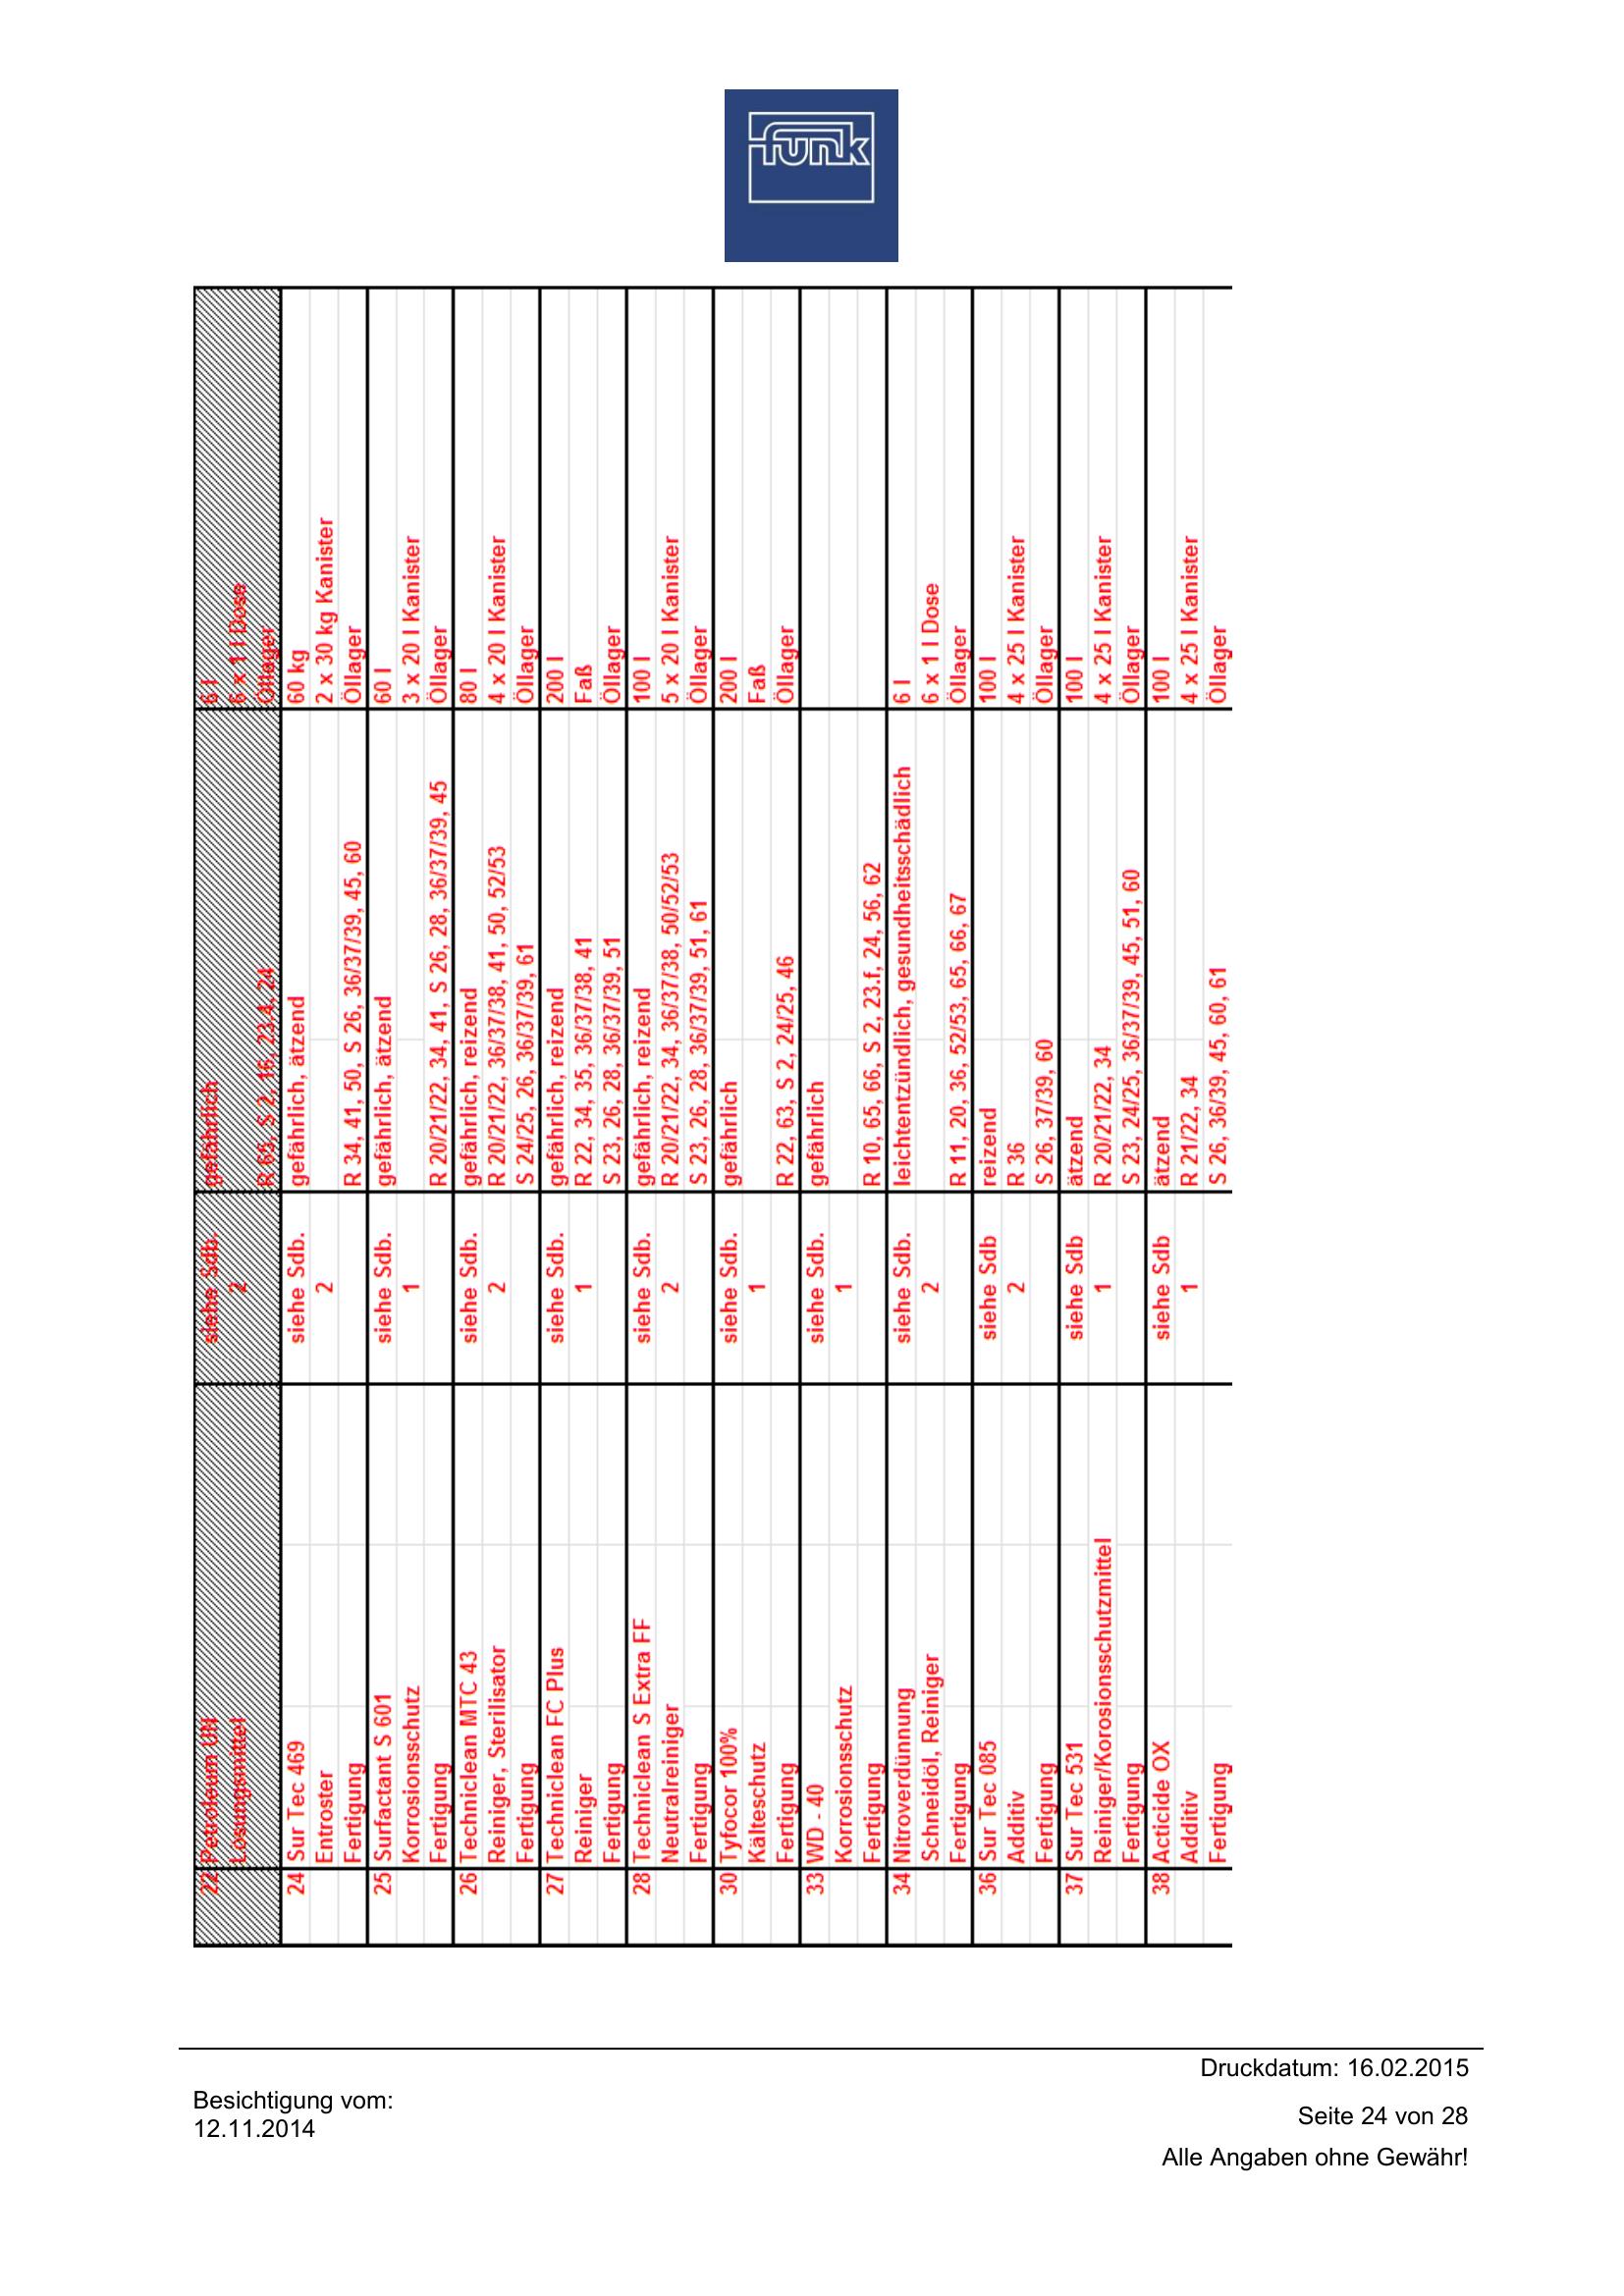 funk
22 Petroleum UN siehe Sdb. gefährlich 6 l
Lösungsmittel 2 6 x 1 l Dose
R 65, S 2, 16, 23.4, 24 Öllager
24 Sur Tec 469 siehe Sdb. gefährlich, ätzend 60 kg
Entroster 2 2 x 30 kg Kanister
Fertigung R 34, 41, 50, S 26, 36/37/39, 45, 60 Öllager
25 Surfactant S 601 siehe Sdb. gefährlich, ätzend 60 l
Korrosionsschutz 1 3 x 20 l Kanister
Fertigung R 20/21/22, 34, 41, S 26, 28, 36/37/39, 45 Öllager
26 Techniclean MTC 43 siehe Sdb. gefährlich, reizend 80 l
Reiniger, Sterilisator 2 R 20/21/22, 36/37/38, 41, 50, 52/53 4 x 20 l Kanister
Fertigung S 24/25, 26, 36/37/39, 61 Öllager
27 Techniclean FC Plus siehe Sdb. gefährlich, reizend 200 l
Reiniger 1 R 22, 34, 35, 36/37/38, 41 Faß
Fertigung S 23, 26, 28, 36/37/39, 51 Öllager
28 Techniclean S Extra FF siehe Sdb. gefährlich, reizend 100 l
Neutralreiniger 2 R 20/21/22, 34, 36/37/38, 50/52/53 5 x 20 l Kanister
Fertigung S 23, 26, 28, 36/37/39, 51, 61 Öllager
30 Tyfocor 100% siehe Sdb. gefährlich 200 l
Kälteschutz 1 Faß
Fertigung R 22, 63, S 2, 24/25, 46 Öllager
33 WD - 40 siehe Sdb. gefährlich
Korrosionsschutz 1
Fertigung R 10, 65, 66, S 2, 23.f, 24, 56, 62
34 Nitroverdünnung siehe Sdb. leichtentzündlich, gesundheitsschädlich 6 l
Schneidöl, Reiniger 2 6 x 1 l Dose
Fertigung R 11, 20, 36, 52/53, 65, 66, 67 Öllager
36 Sur Tec 085 siehe Sdb reizend 100 l
Additiv 2 R 36 4 x 25 l Kanister
Fertigung S 26, 37/39, 60 Öllager
37 Sur Tec 531 siehe Sdb ätzend 100 l
Reiniger/Korosionsschutzmittel 1 R 20/21/22, 34 4 x 25 l Kanister
Fertigung S 23, 24/25, 36/37/39, 45, 51, 60 Öllager
38 Acticide OX siehe Sdb ätzend 100 l
Additiv 1 R 21/22, 34 4 x 25 l Kanister
Fertigung S 26, 36/39, 45, 60, 61 Öllager
Druckdatum: 16.02.2015
Besichtigung vom:
12.11.2014
Seite 24 von 28
Alle Angaben ohne Gewähr!